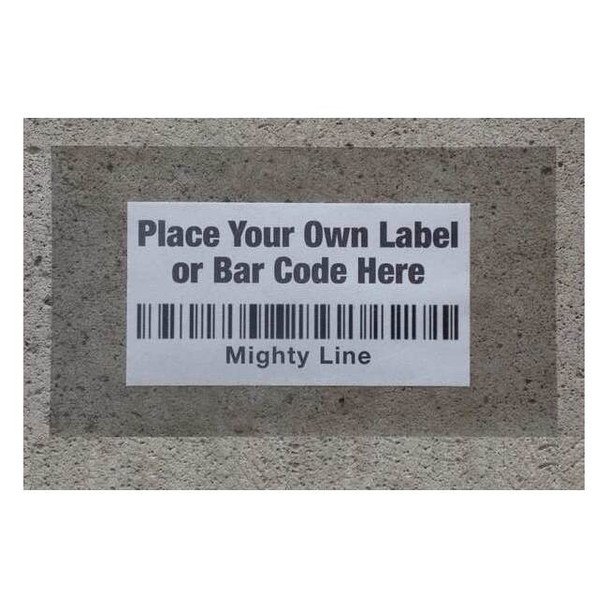 Place Your Own Label
or Bar Code Here
Mighty Line